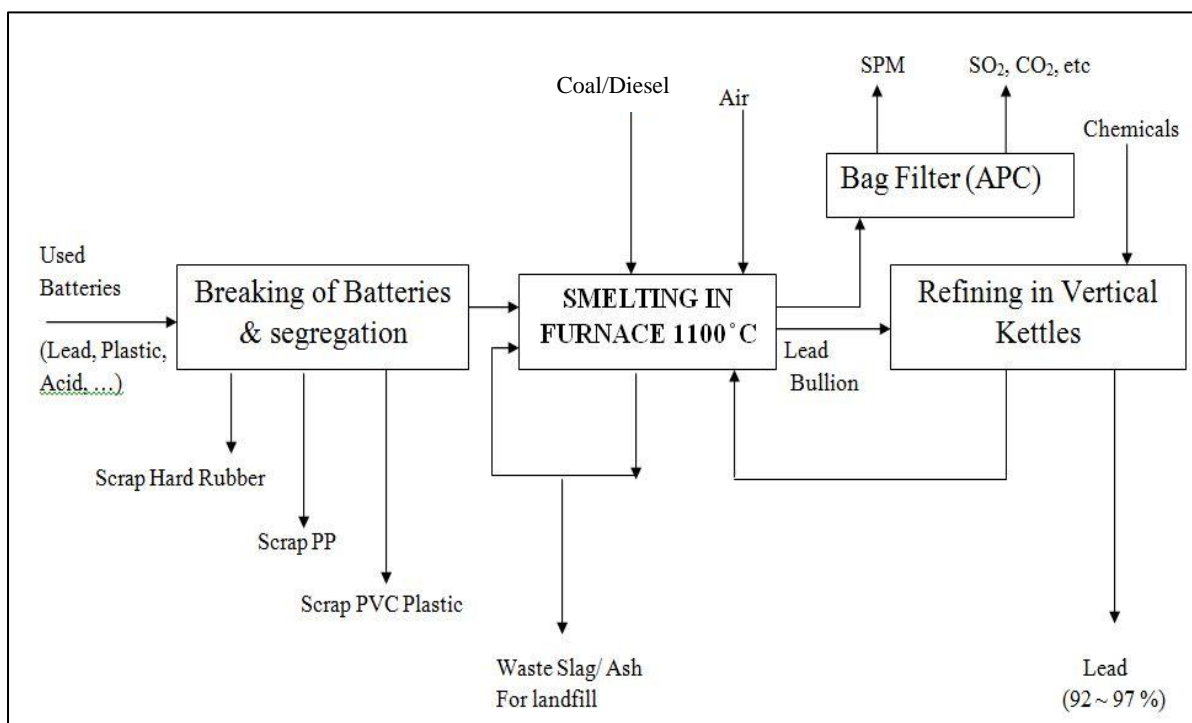 SPM
SO₂, CO₂, etc
Coal/Diesel
Air
Chemicals
Bag Filter (APC)
Used
Batteries
(Lead, Plastic,
Acid, ...)
Breaking of Batteries
& segregation
SMELTING IN
FURNACE 1100°C
Lead
Bullion
Refining in Vertical
Kettles
Scrap Hard Rubber
Scrap PP
Scrap PVC Plastic
Waste Slag/ Ash
For landfill
Lead
(92 ~ 97 %)